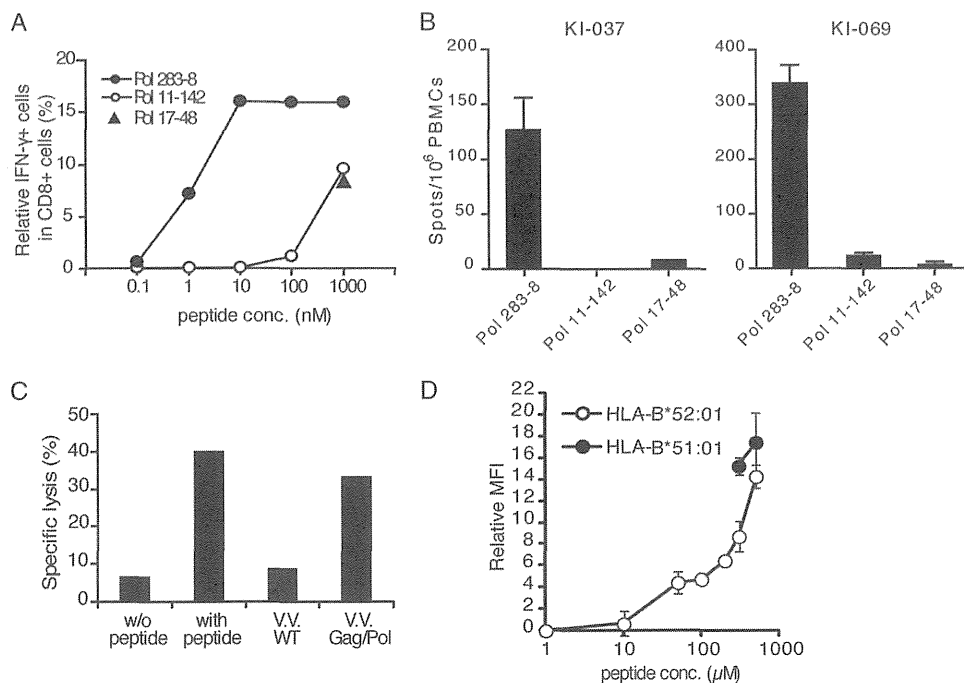 A
Relative IFN-γ+ cells
in CD8+ cells (%)
20
15
10
5
0
Pol 283-8
Pol 11-142
Pol 17-48
0.1
1
10
100
1000
peptide conc. (nM)
B
KI-037
Spots/10⁶ PBMCs
200
150
100
50
0
Pol 283-8
Pol 11-142
Pol 17-48
KI-069
400
300
200
100
0
Pol 283-8
Pol 11-142
Pol 17-48
C
Specific lysis (%)
50
40
30
20
10
0
w/o
peptide
with
peptide
V.V.
WT
V.V.
Gag/Pol
D
Relative MFI
22
20
18
16
14
12
10
8
6
4
2
0
HLA-B*52:01
HLA-B*51:01
1
10
100
1000
peptide conc. (µM)